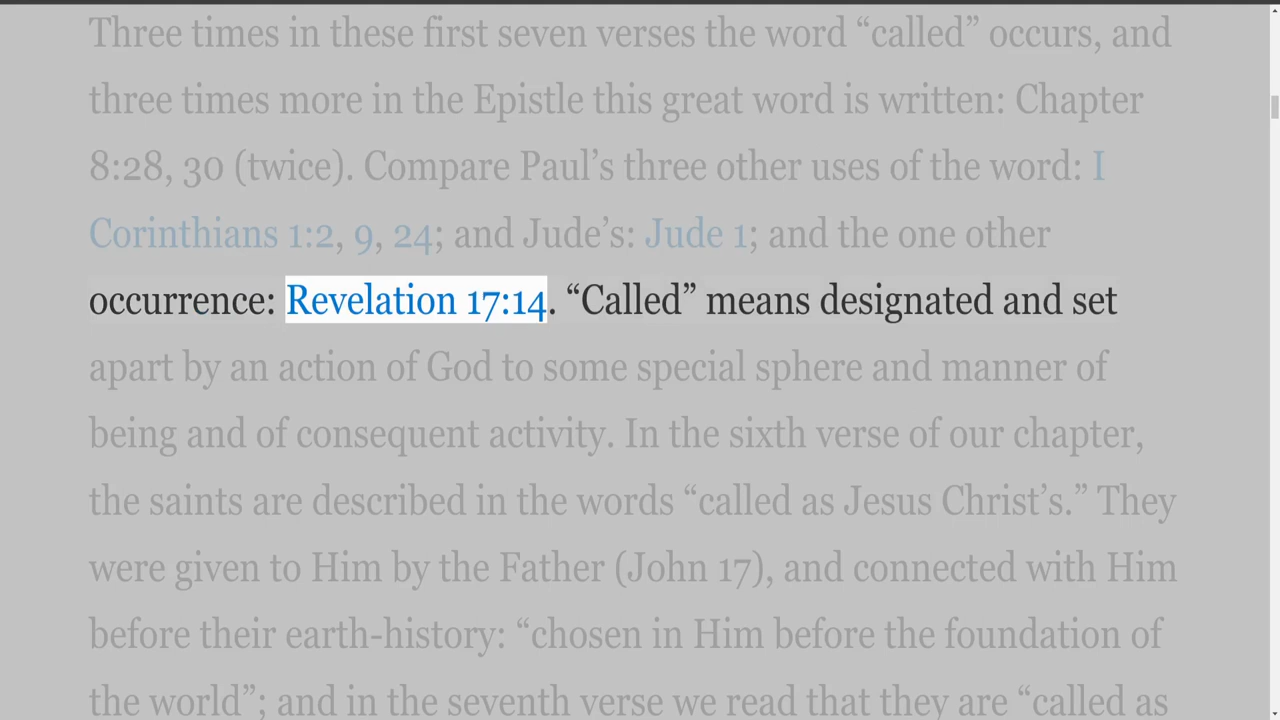 Three times in these first seven verses the word “called” occurs, and
three times more in the Epistle this great word is written: Chapter
8:28, 30 (twice). Compare Paul’s three other uses of the word: I
Corinthians 1:2, 9, 24; and Jude’s: Jude 1; and the one other
occurrence: Revelation 17:14. “Called” means designated and set
apart by an action of God to some special sphere and manner of
being and of consequent activity. In the sixth verse of our chapter,
the saints are described in the words “called as Jesus Christ’s.” They
were given to Him by the Father (John 17), and connected with Him
before their earth-history: “chosen in Him before the foundation of
the world”; and in the seventh verse we read that they are “called as